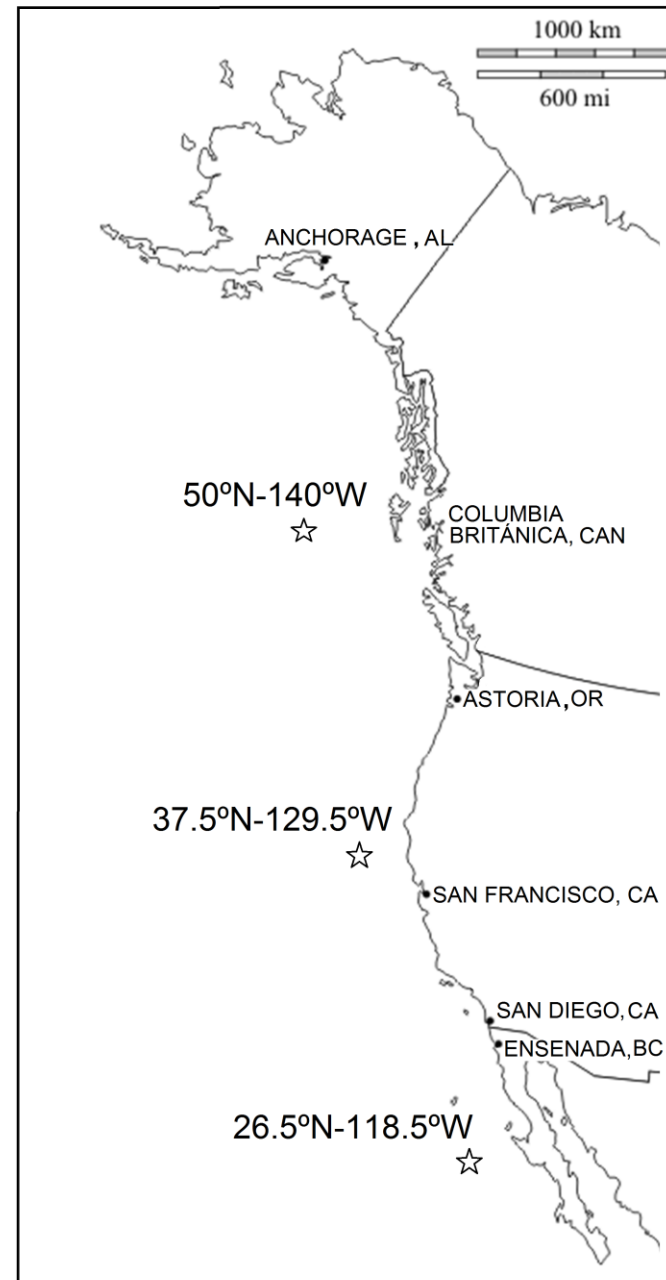 1000 km
600 mi
ANCHORAGE , AL
50ºN-140ºW
COLUMBIA
BRITÁNICA, CAN
ASTORIA,OR
37.5ºN-129.5ºW
SAN FRANCISCO, CA
SAN DIEGO,CA
ENSENADA,BC
26.5ºN-118.5ºW